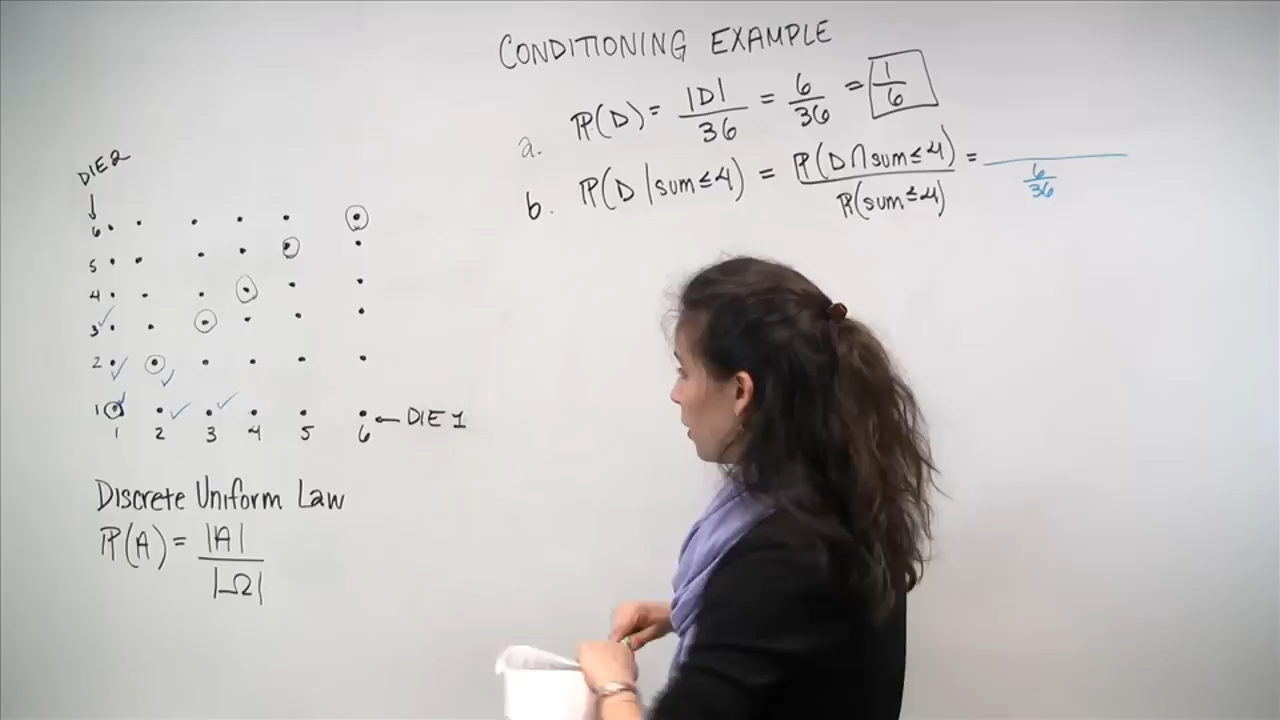 CONDITIONING EXAMPLE
a. P(D) = |D| / 36 = 6/36 = 1/6
b. P(D | sum ≤ 4) = P(D ∩ sum ≤ 4) / P(sum ≤ 4) = / 6/36
DIE 2
6
5
4
3
2
1
1 2 3 4 5 6 ← DIE 1
DISCRETE UNIFORM LAW
P(A) = |A| / |Ω|